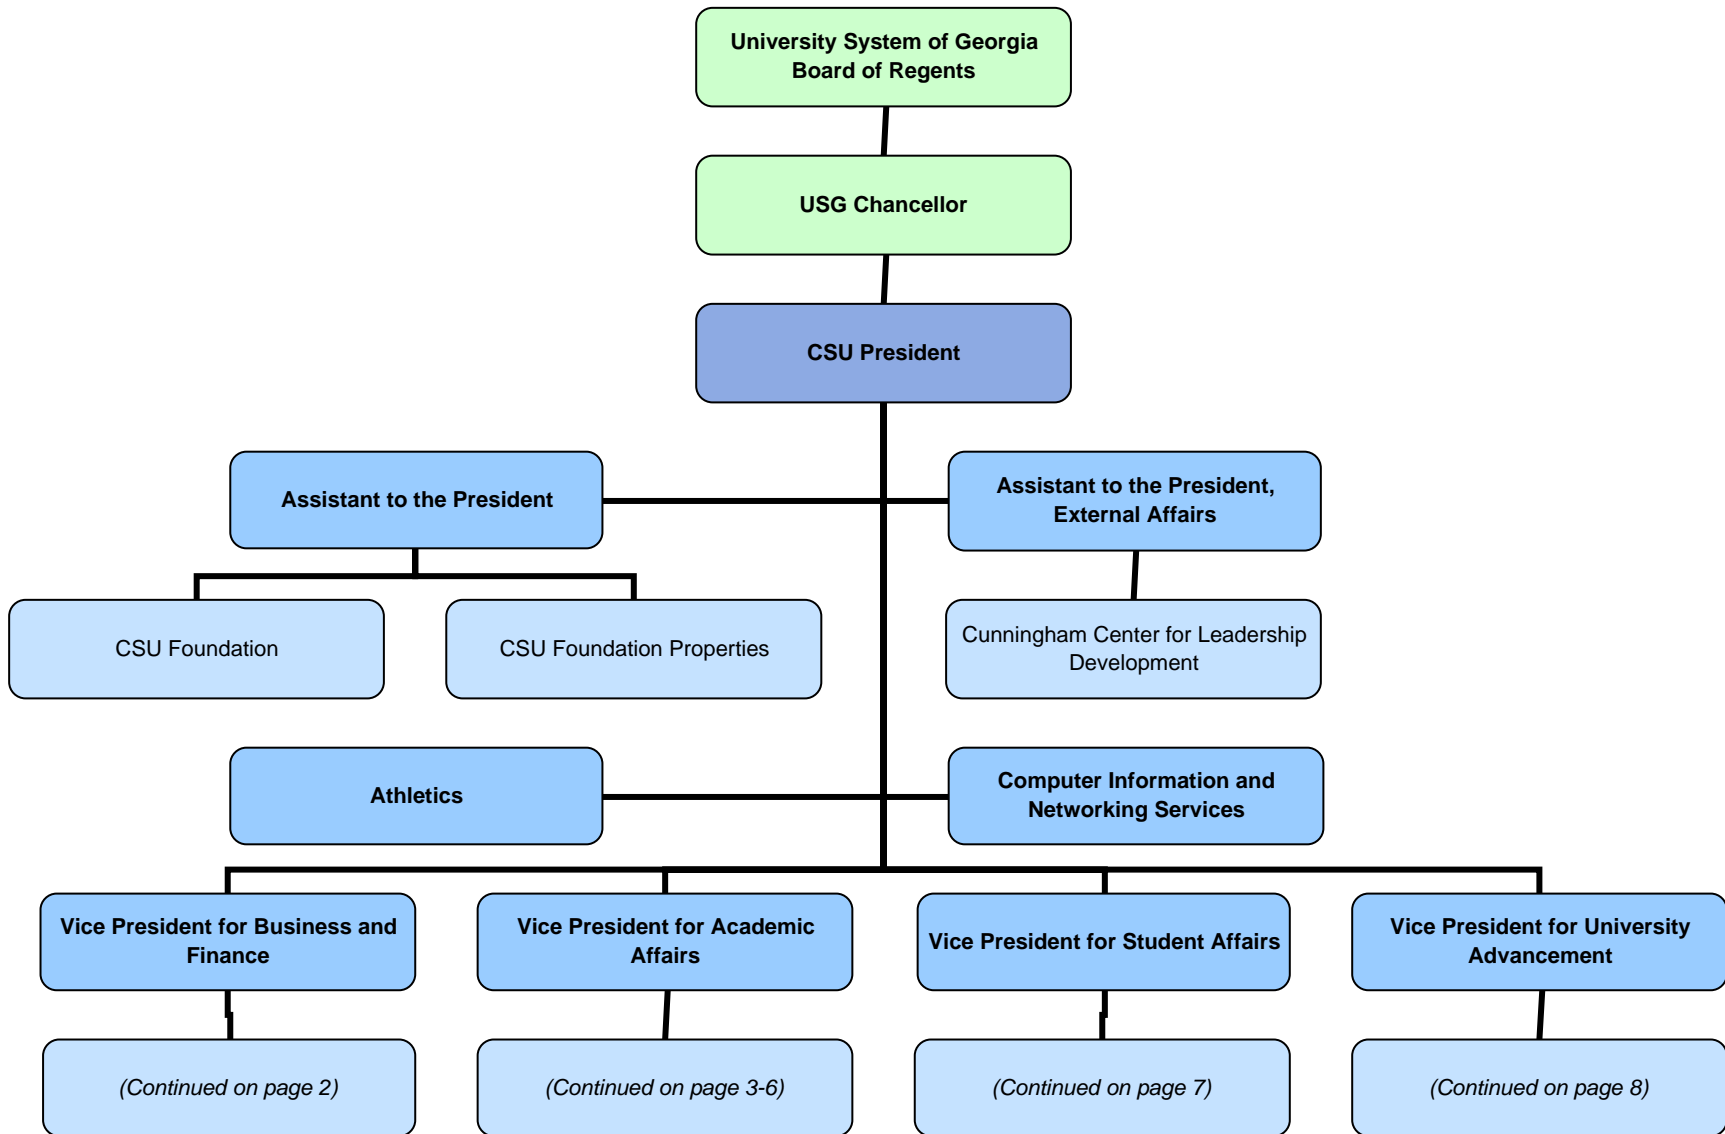 University System of Georgia
Board of Regents
USG Chancellor
CSU President
Assistant to the President
Assistant to the President,
External Affairs
CSU Foundation
CSU Foundation Properties
Cunningham Center for Leadership
Development
Athletics
Computer Information and
Networking Services
Vice President for Business and
Finance
Vice President for Academic
Affairs
Vice President for Student Affairs
Vice President for University
Advancement
(Continued on page 2)
(Continued on page 3-6)
(Continued on page 7)
(Continued on page 8)